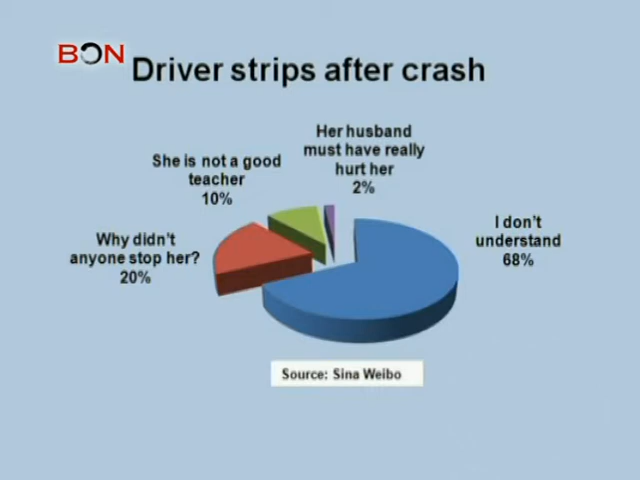 BON
Driver strips after crash
Her husband
must have really
hurt her
2%
She is not a good
teacher
10%
I don't
understand
68%
Why didn't
anyone stop her?
20%
Source: Sina Weibo